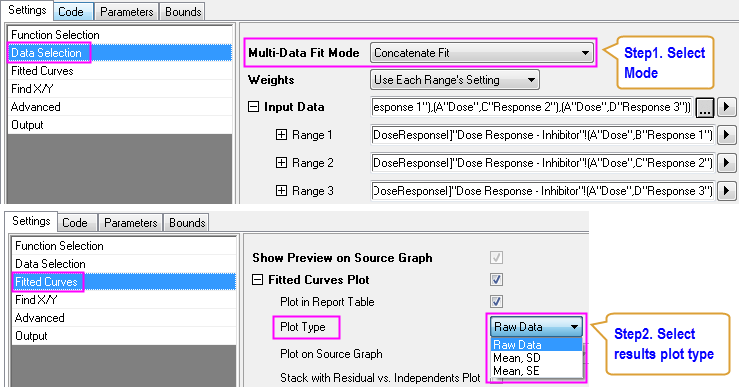 Settings Code Parameters Bounds
Function Selection
Data Selection
Fitted Curves
Find X/Y
Advanced
Output
Multi-Data Fit Mode Concatenate Fit
Weights Use Each Range's Setting
Input Data esponse 1"),(A"Dose",C"Response 2"),(A"Dose",D"Response 3")) ...
Range 1 DoseResponse]"Dose Response - Inhibitor"!(A"Dose",B"Response 1")
Range 2 DoseResponse]"Dose Response - Inhibitor"!(A"Dose",C"Response 2")
Range 3 DoseResponse]"Dose Response - Inhibitor"!(A"Dose",D"Response 3")
Step1. Select
Mode
Settings Code Parameters Bounds
Function Selection
Data Selection
Fitted Curves
Find X/Y
Advanced
Output
Show Preview on Source Graph
Fitted Curves Plot
Plot in Report Table
Plot Type Raw Data
Raw Data
Plot on Source Graph Mean, SD
Mean, SE
Stack with Residual vs. Independents Plot
Step2. Select
results plot type